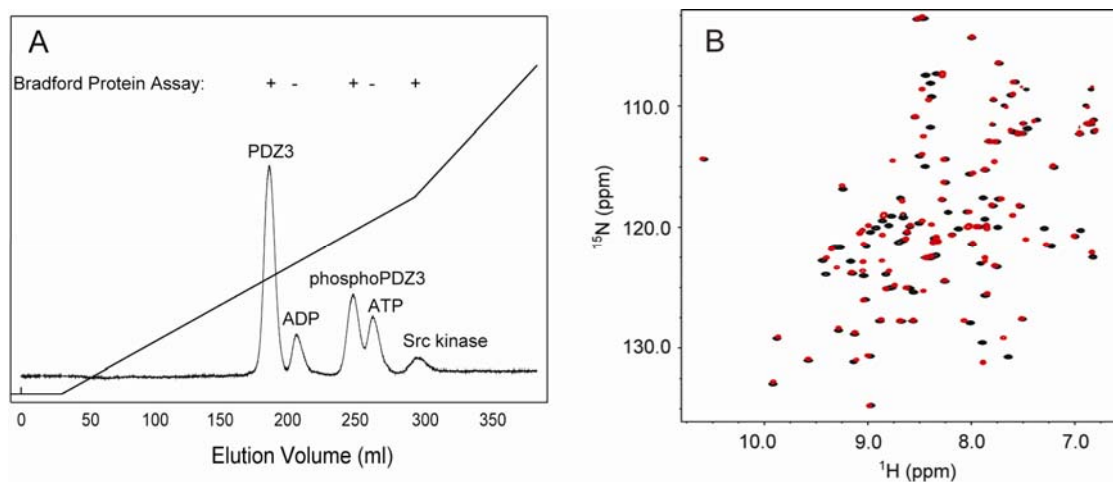 A
Bradford Protein Assay: + - + - +
PDZ3
ADP
phosphoPDZ3
ATP
Src kinase
0 50 100 150 200 250 300 350
Elution Volume (ml)
B
110.0
120.0
130.0
¹⁵N (ppm)
10.0 9.0 8.0 7.0
¹H (ppm)